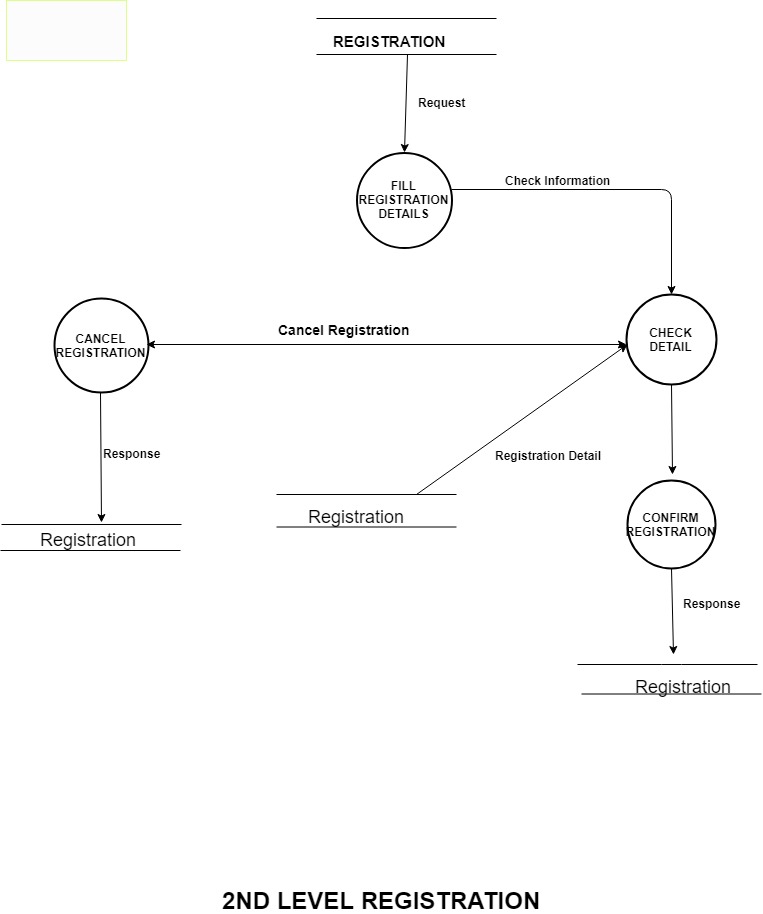 REGISTRATION
Request
FILL
REGISTRATION
DETAILS
Check Information
CANCEL
REGISTRATION
Cancel Registration
CHECK
DETAIL
Response
Registration Detail
Registration
Registration
CONFIRM
REGISTRATION
Response
Registration
2ND LEVEL REGISTRATION